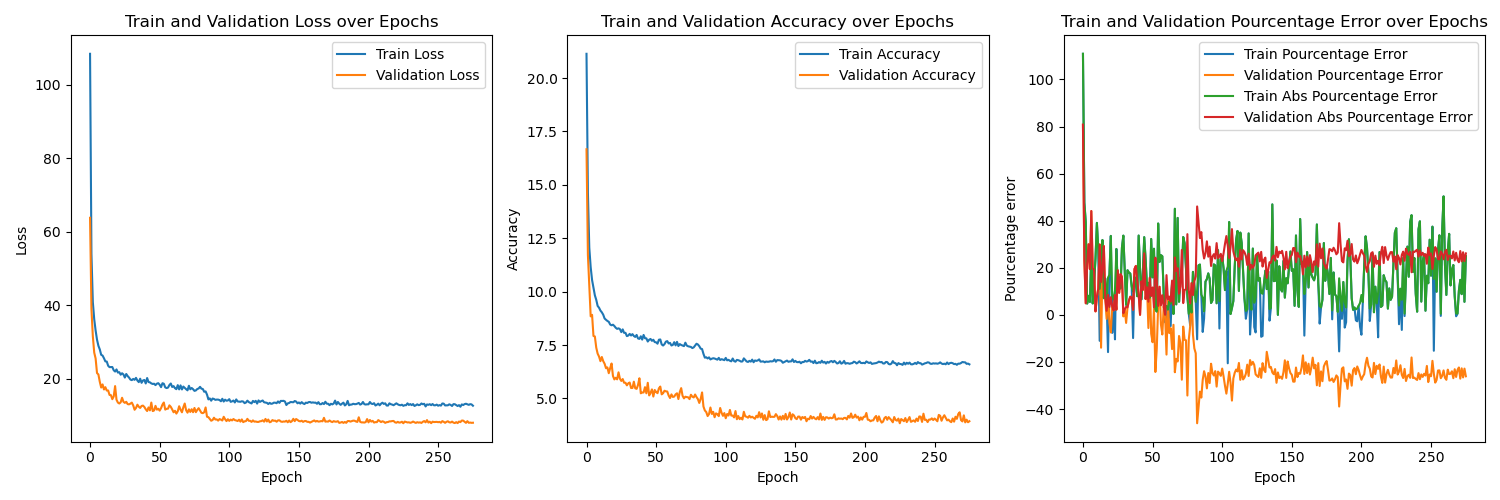 Train and Validation Loss over Epochs
Train Loss
Validation Loss
100
80
60
40
20
0
50
100
150
200
250
Loss
Epoch
Train and Validation Accuracy over Epochs
Train Accuracy
Validation Accuracy
20.0
17.5
15.0
12.5
10.0
7.5
5.0
0
50
100
150
200
250
Accuracy
Epoch
Train and Validation Pourcentage Error over Epochs
Train Pourcentage Error
Validation Pourcentage Error
Train Abs Pourcentage Error
Validation Abs Pourcentage Error
100
80
60
40
20
0
−20
−40
0
50
100
150
200
250
Pourcentage error
Epoch